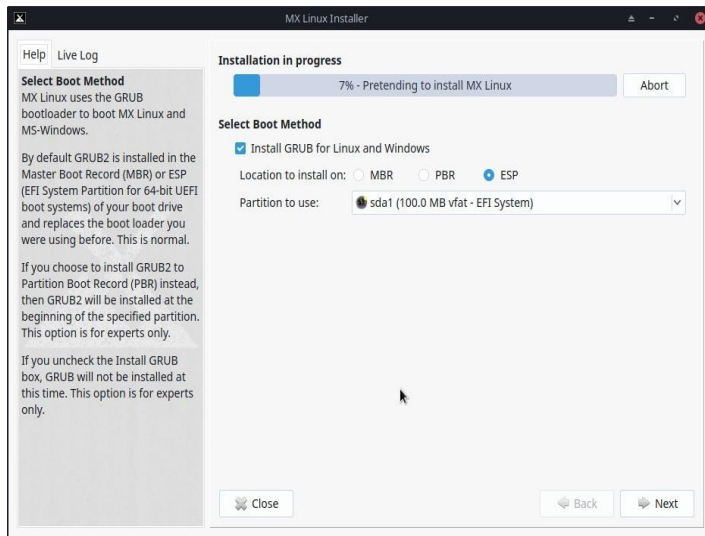 MX Linux Installer
Help Live Log
Select Boot Method
MX Linux uses the GRUB
bootloader to boot MX Linux and
MS-Windows.
By default GRUB2 is installed in the
Master Boot Record (MBR) or ESP
(EFI System Partition for 64-bit UEFI
boot systems) of your boot drive
and replaces the boot loader you
were using before. This is normal.
If you choose to install GRUB2 to
Partition Boot Record (PBR) instead,
then GRUB2 will be installed at the
beginning of the specified partition.
This option is for experts only.
If you uncheck the Install GRUB
box, GRUB will not be installed at
this time. This option is for experts
only.
Installation in progress
7% - Pretending to install MX Linux Abort
Select Boot Method
Install GRUB for Linux and Windows
Location to install on: MBR PBR ESP
Partition to use: sda1 (100.0 MB vfat - EFI System)
Close Back Next